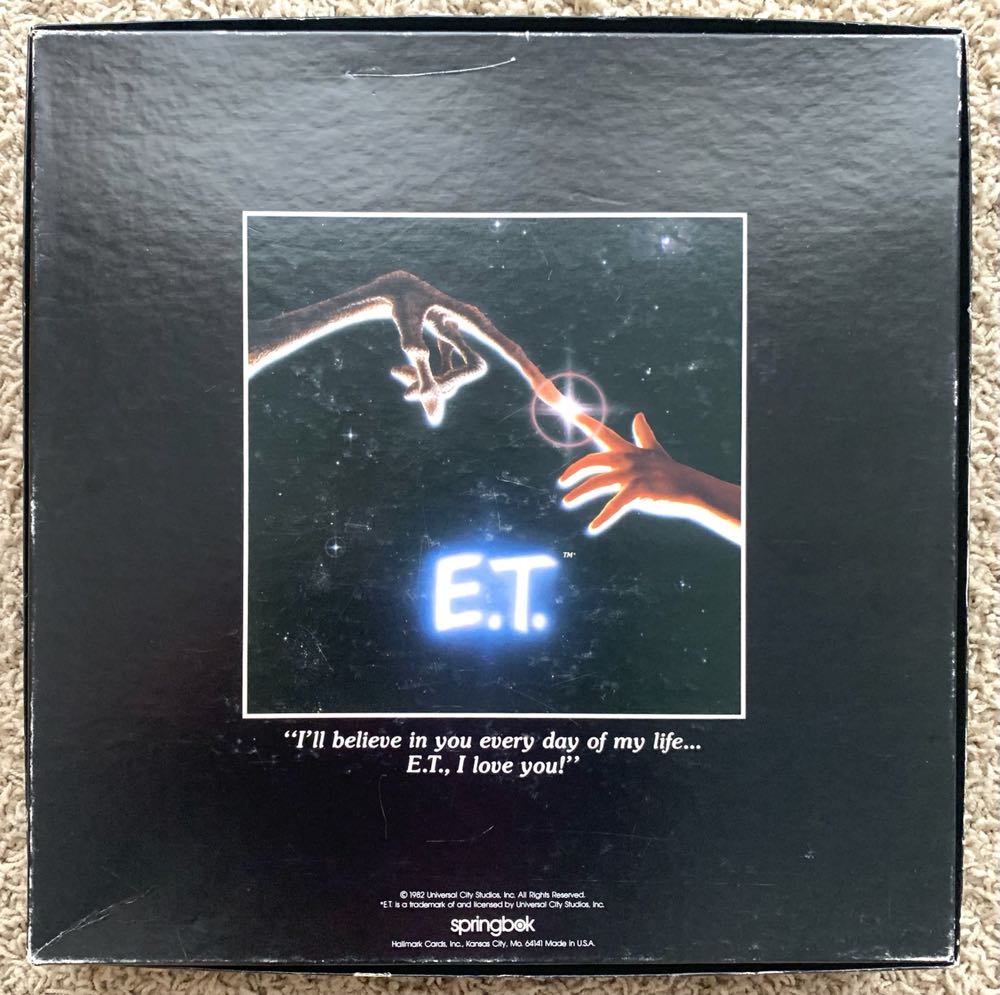 E.T.™*
“I'll believe in you every day of my life...
E.T., I love you!”
© 1982 Universal City Studios, Inc. All Rights Reserved.
*E.T. is a trademark of and licensed by Universal City Studios, Inc.
springbok
Hallmark Cards, Inc., Kansas City, Mo. 64141 Made in U.S.A.